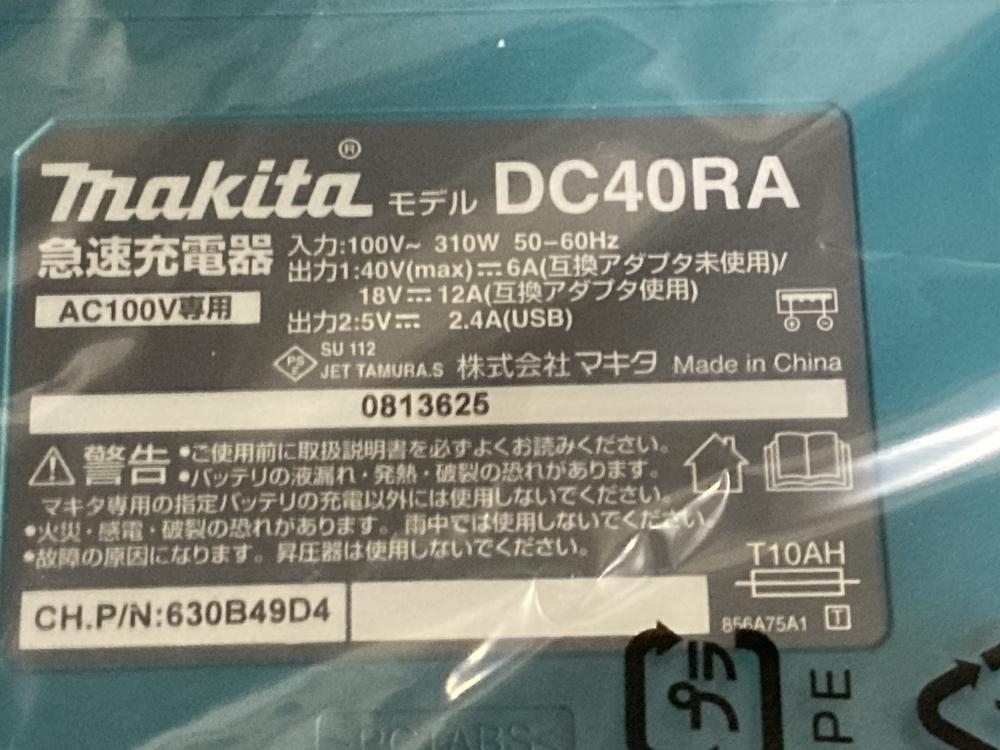 makita® モデル DC40RA
急速充電器
AC100V専用
入力:100V~ 310W 50-60Hz
出力1:40V(max)⎓6A(互換アダプタ未使用)/
18V⎓12A(互換アダプタ使用)
出力2:5V⎓ 2.4A(USB)
PS E
SU 112
JET TAMURA.S 株式会社マキタ Made in China
0813625
警告 •ご使用前に取扱説明書を必ずよくお読みください。
•バッテリの液漏れ・発熱・破裂の恐れがあります。
マキタ専用の指定バッテリの充電以外には使用しないでください。
•火災・感電・破裂の恐れがあります。雨中では使用しないでください。
•故障の原因になります。昇圧器は使用しないでください。
T10AH
CH.P/N:630B49D4
856A75A1 T
プラ
PE
>PC+ABS<